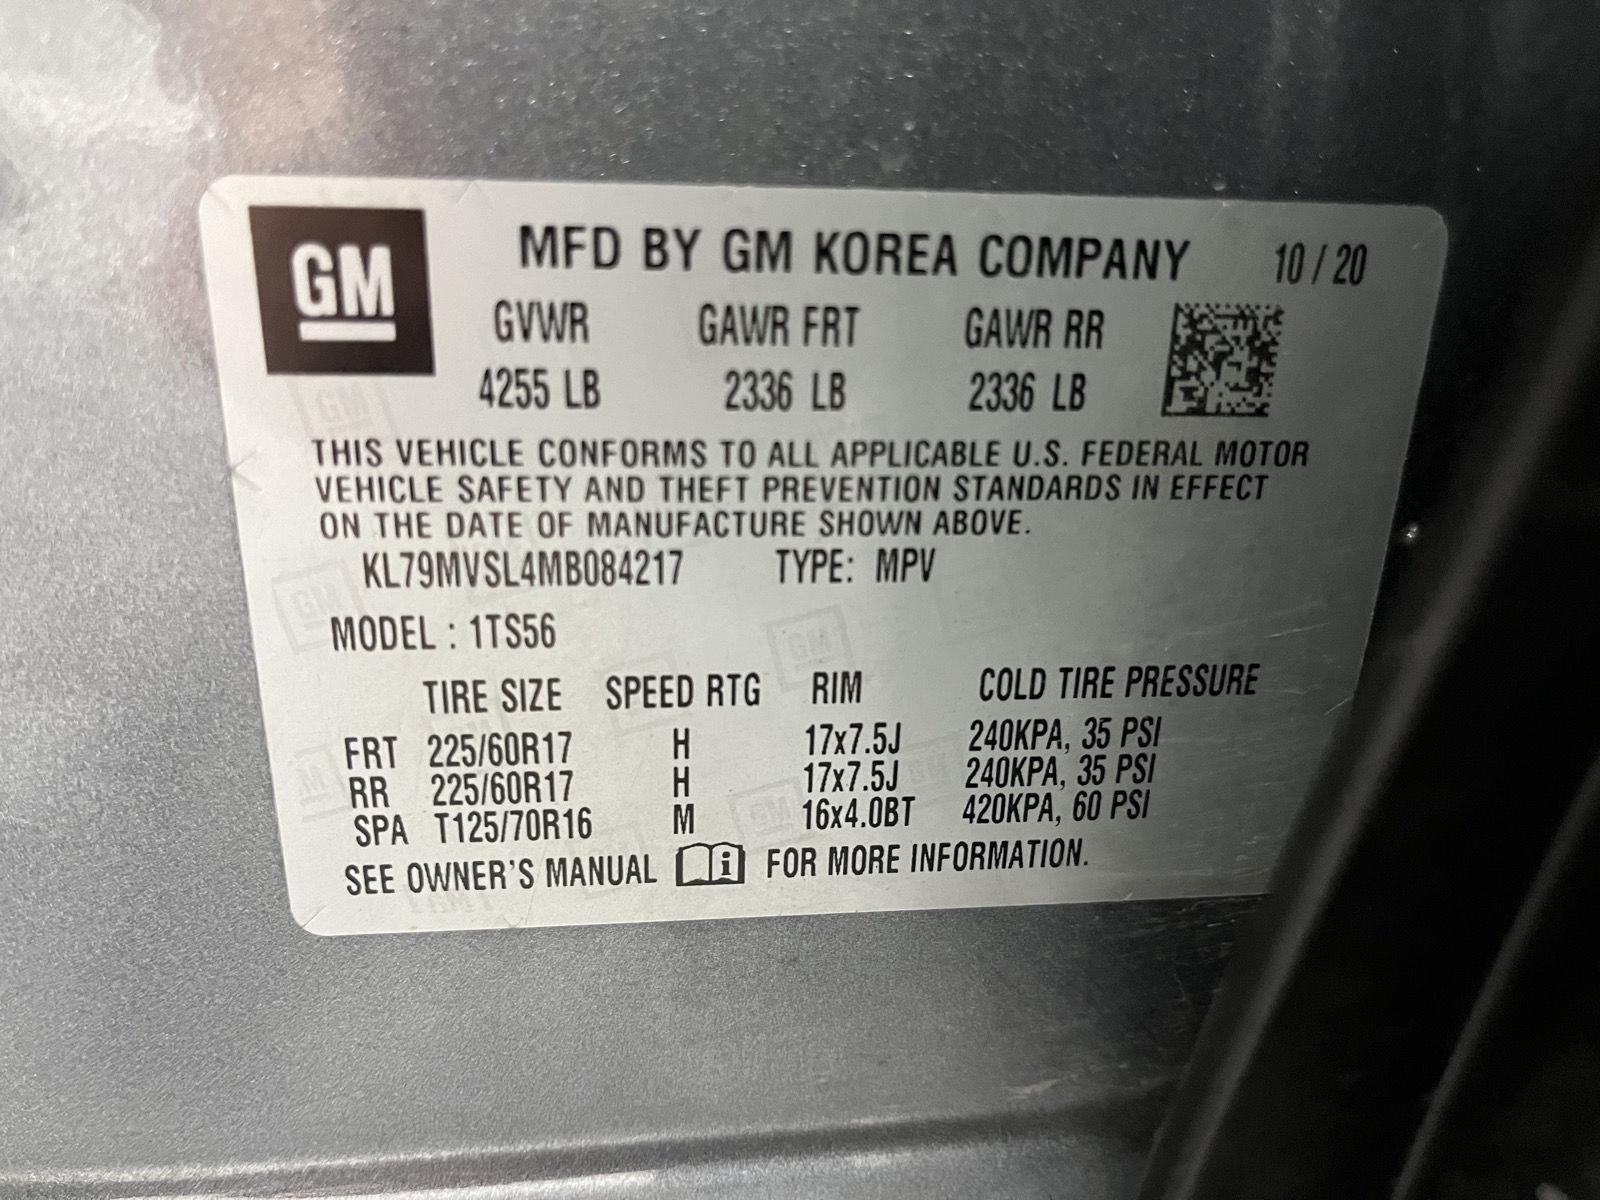 GM
MFD BY GM KOREA COMPANY 10 / 20
GVWR GAWR FRT GAWR RR
4255 LB 2336 LB 2336 LB
THIS VEHICLE CONFORMS TO ALL APPLICABLE U.S. FEDERAL MOTOR
VEHICLE SAFETY AND THEFT PREVENTION STANDARDS IN EFFECT
ON THE DATE OF MANUFACTURE SHOWN ABOVE.
KL79MVSL4MB084217 TYPE: MPV
MODEL : 1TS56
TIRE SIZE SPEED RTG RIM COLD TIRE PRESSURE
FRT 225/60R17 H 17x7.5J 240KPA, 35 PSI
RR 225/60R17 H 17x7.5J 240KPA, 35 PSI
SPA T125/70R16 M 16x4.0BT 420KPA, 60 PSI
SEE OWNER'S MANUAL i FOR MORE INFORMATION.